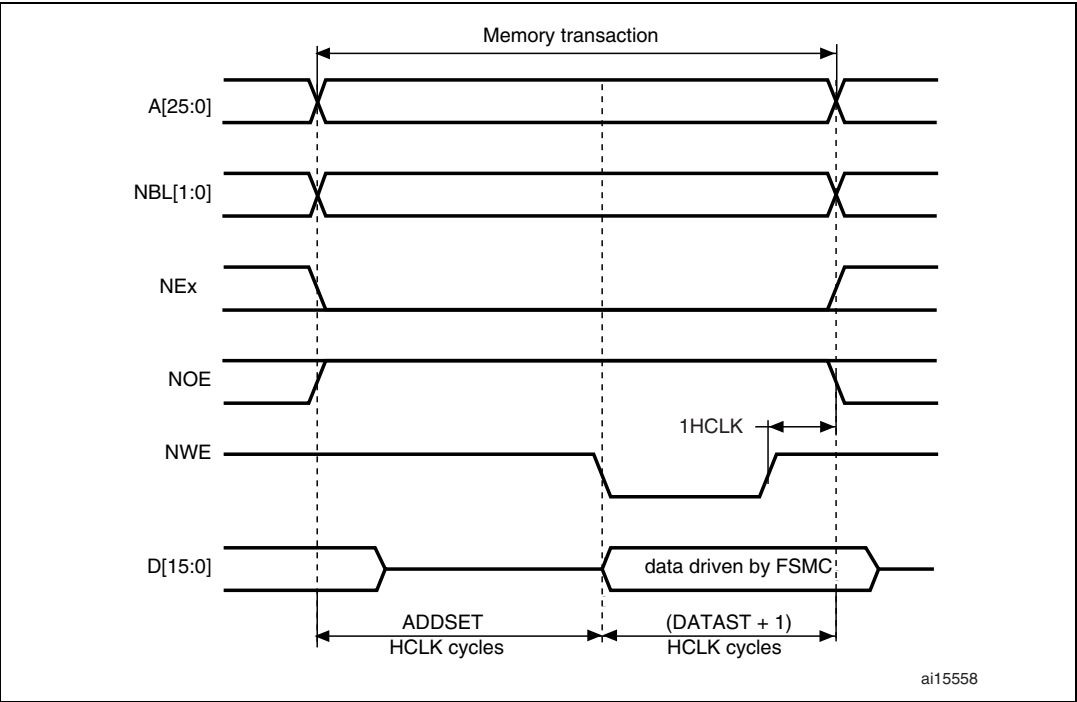 Memory transaction
A[25:0]
NBL[1:0]
NEx
NOE
1HCLK
NWE
D[15:0]
data driven by FSMC
ADDSET
HCLK cycles
(DATAST + 1)
HCLK cycles
ai15558